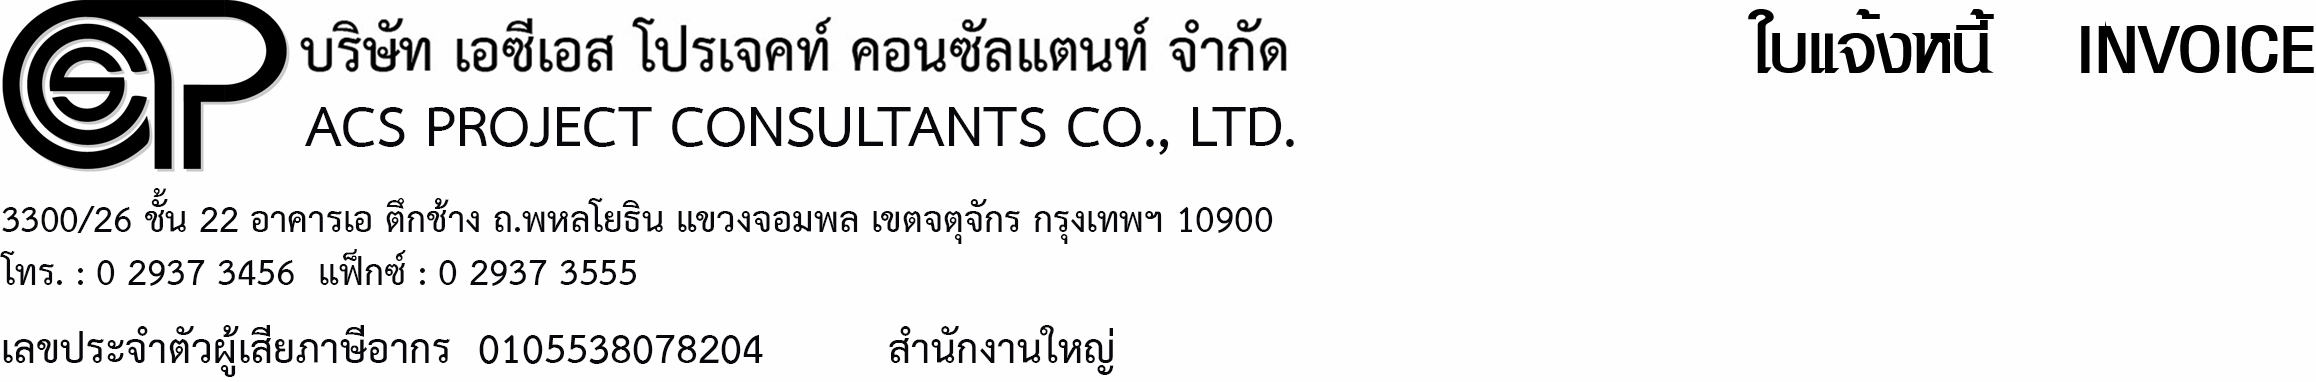 บริษัท เอซีเอส โปรเจคท์ คอนซัลแตนท์ จำกัด
ใบแจ้งหนี้ INVOICE
ACS PROJECT CONSULTANTS CO., LTD.
3300/26 ชั้น 22 อาคารเอ ตึกช้าง ถ.พหลโยธิน แขวงจอมพล เขตจตุจักร กรุงเทพฯ 10900
โทร. : 0 2937 3456 แฟ็กซ์ : 0 2937 3555
เลขประจำตัวผู้เสียภาษีอากร 0105538078204 สำนักงานใหญ่